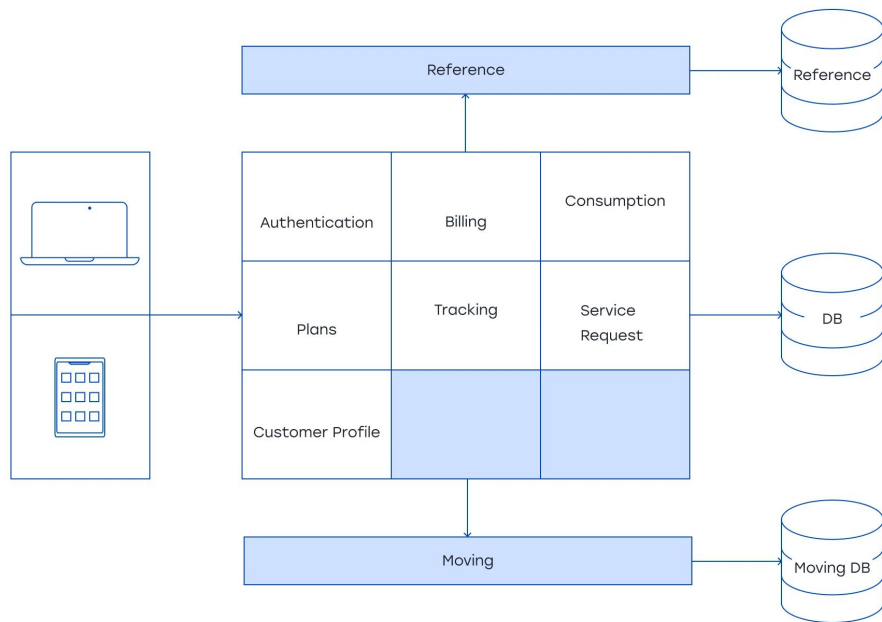 Reference
Reference
Authentication
Billing
Consumption
Plans
Tracking
Service
Request
DB
Customer Profile
Moving
Moving DB